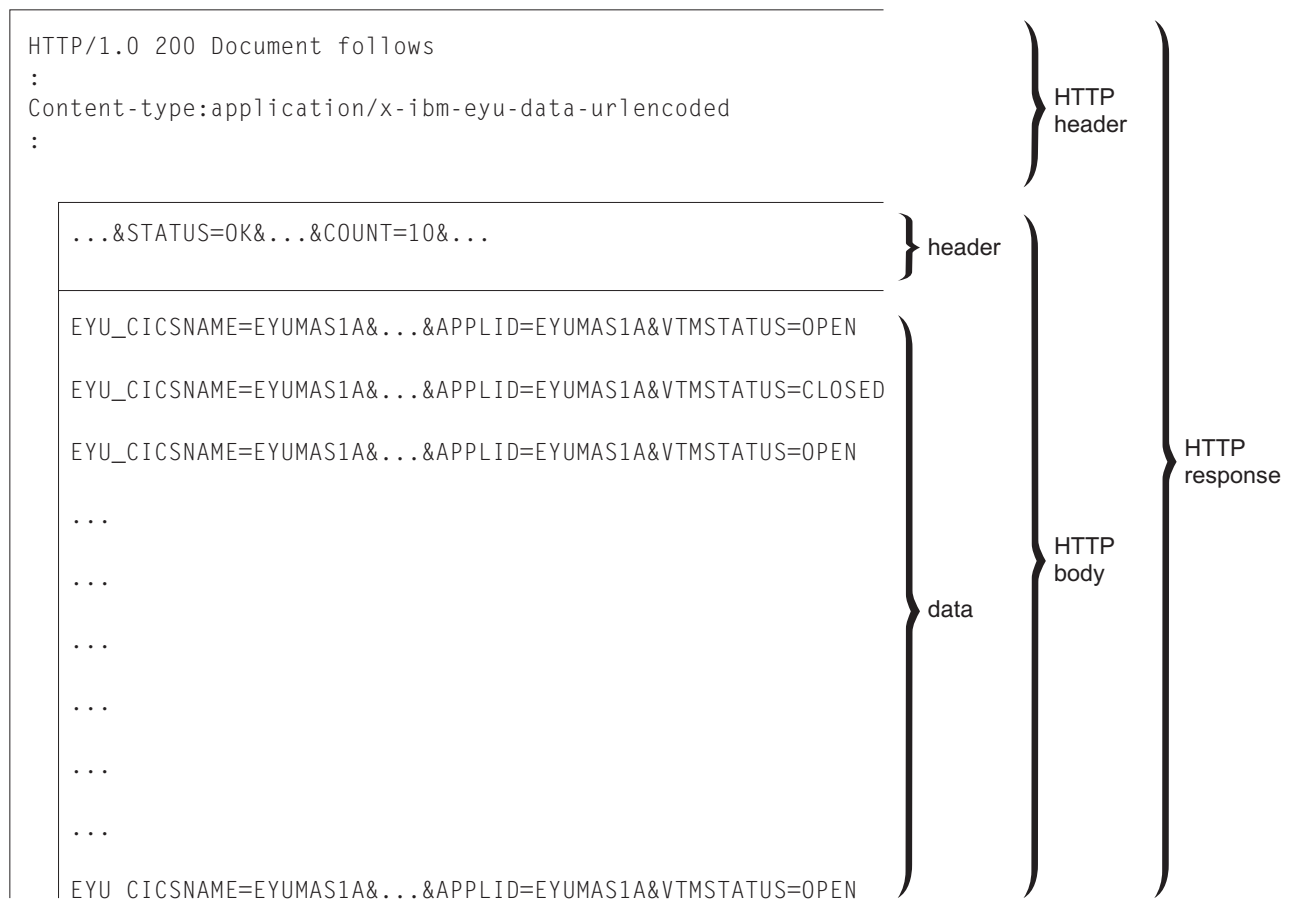 HTTP/1.0 200 Document follows
:
Content-type:application/x-ibm-eyu-data-urlencoded
:
HTTP
header
...&STATUS=OK&...&COUNT=10&...
header
EYU_CICSNAME=EYUMAS1A&...&APPLID=EYUMAS1A&VTMSTATUS=OPEN
EYU_CICSNAME=EYUMAS1A&...&APPLID=EYUMAS1A&VTMSTATUS=CLOSED
EYU_CICSNAME=EYUMAS1A&...&APPLID=EYUMAS1A&VTMSTATUS=OPEN
...
...
...
...
...
...
EYU_CICSNAME=EYUMAS1A&...&APPLID=EYUMAS1A&VTMSTATUS=OPEN
data
HTTP
body
HTTP
response